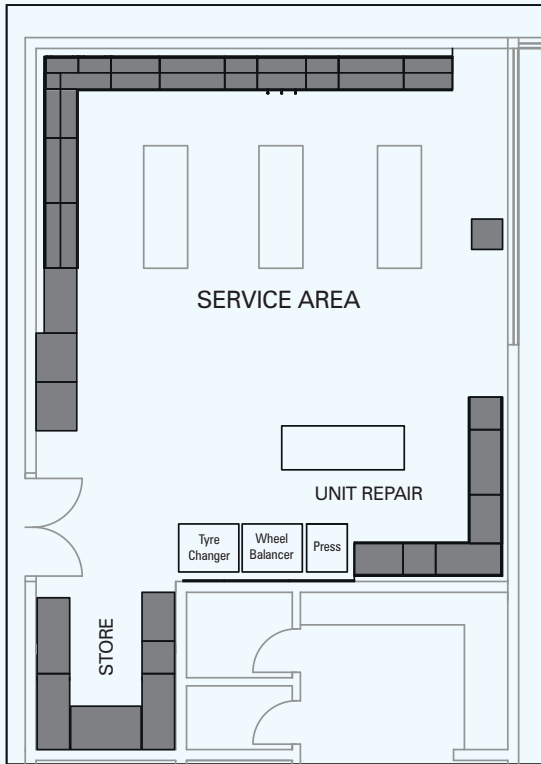 SERVICE AREA
UNIT REPAIR
Tyre
Changer
Wheel
Balancer
Press
STORE